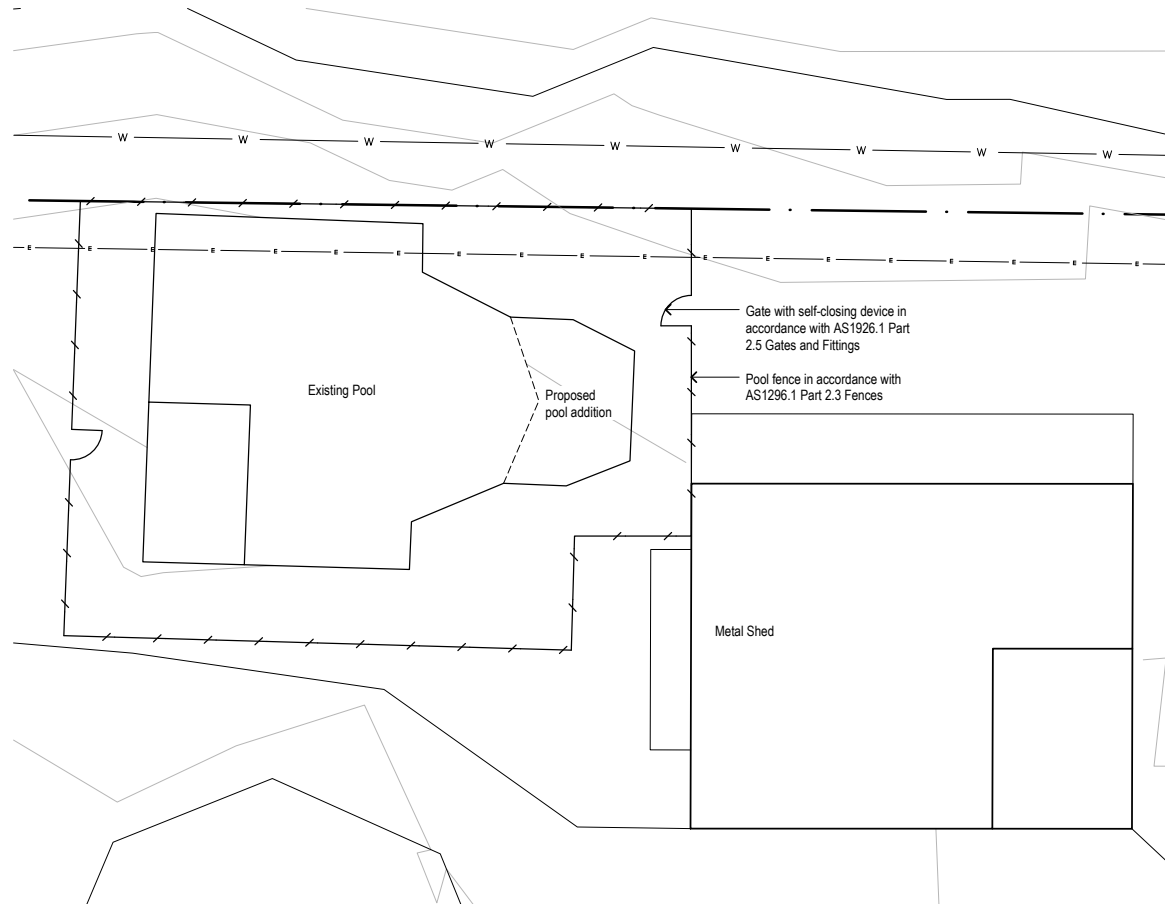 W W W W W W W W W
E E E E E E E E E E E E E E E E E E E
Gate with self-closing device in
accordance with AS1926.1 Part
2.5 Gates and Fittings
Pool fence in accordance with
AS1296.1 Part 2.3 Fences
Existing Pool
Proposed
pool addition
Metal Shed